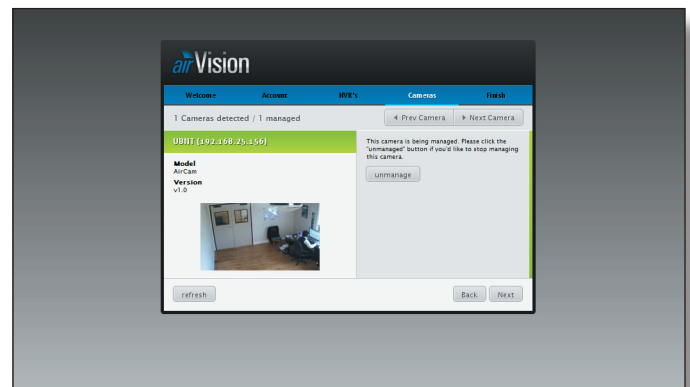 airVision
Welcome Account NVR's Cameras Finish
1 Cameras detected / 1 managed
Prev Camera Next Camera
UBNT (192.168.25.156)
Model
AirCam
Version
v1.0
This camera is being managed. Please click the
"unmanaged" button if you'd like to stop managing
this camera.
unmanage
refresh
Back Next